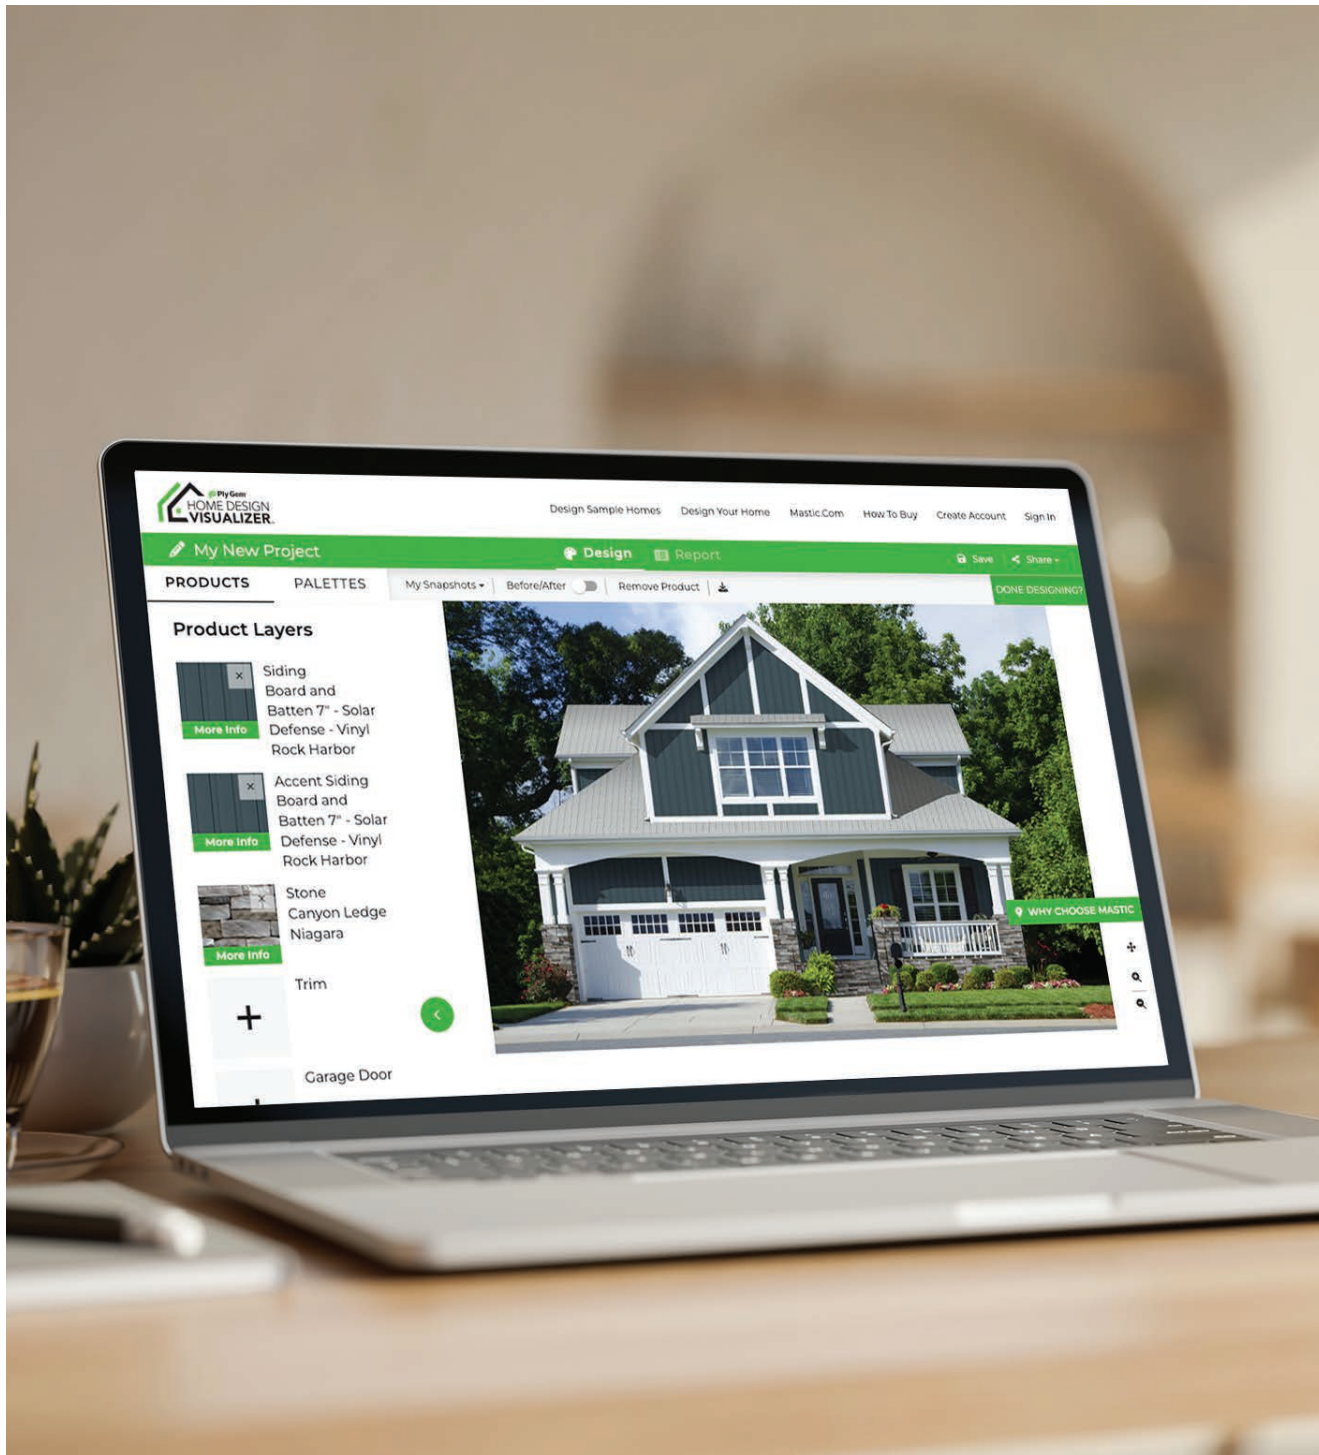 Ply Gem
HOME DESIGN
VISUALIZER
Design Sample Homes
Design Your Home
Mastic.Com
How To Buy
Create Account
Sign In
My New Project
Design
Report
Save
Share
PRODUCTS
PALETTES
My Snapshots
Before/After
Remove Product
DONE DESIGNING?
Product Layers
Siding
Board and
Batten 7" - Solar
Defense - Vinyl
Rock Harbor
More Info
Accent Siding
Board and
Batten 7" - Solar
Defense - Vinyl
Rock Harbor
More Info
Stone
Canyon Ledge
Niagara
More Info
Trim
Garage Door
WHY CHOOSE MASTIC